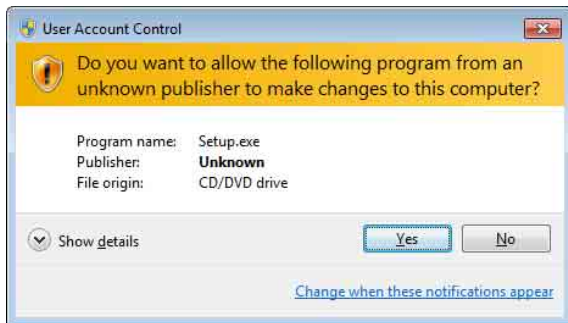 User Account Control
Do you want to allow the following program from an
unknown publisher to make changes to this computer?
Program name: Setup.exe
Publisher: Unknown
File origin: CD/DVD drive
Show details
Yes
No
Change when these notifications appear